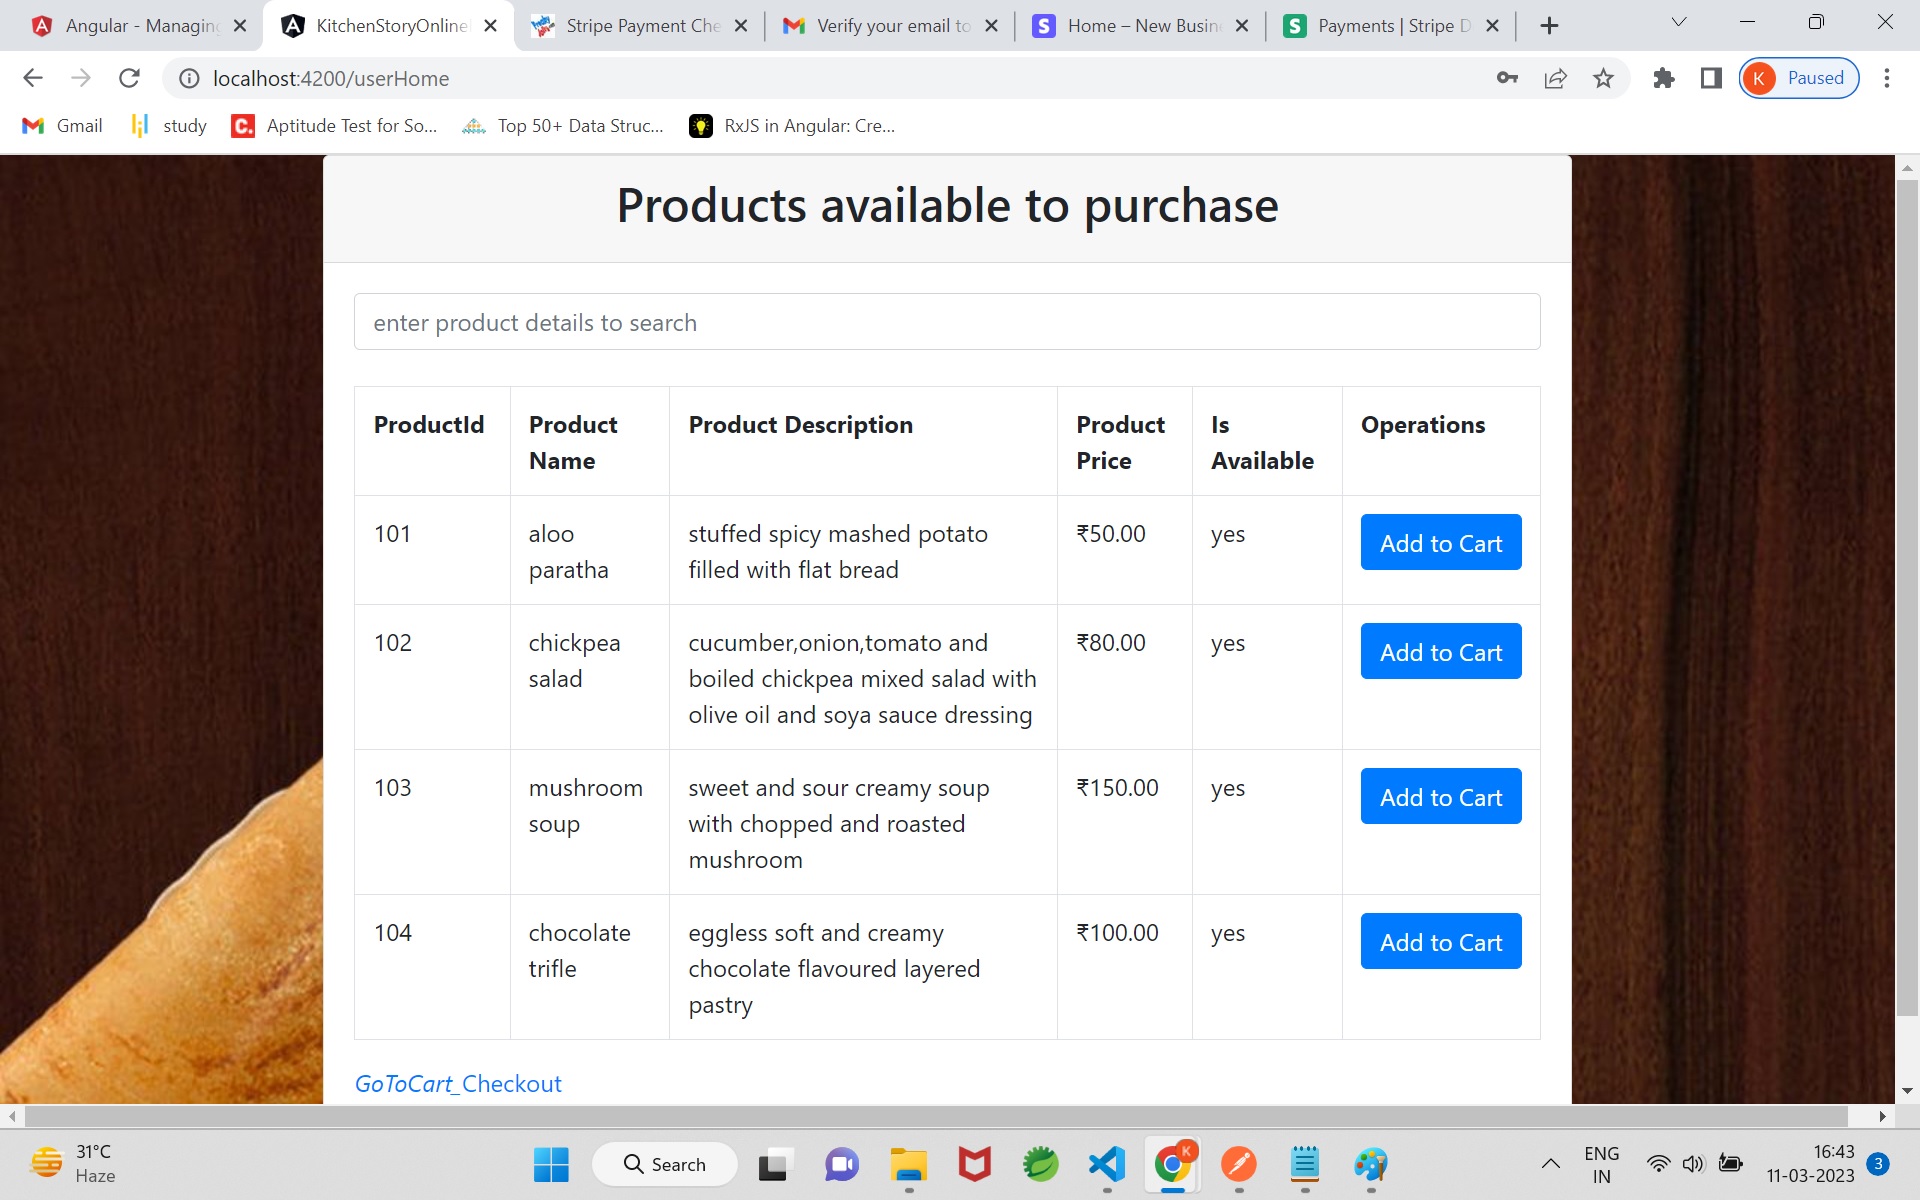 Angular - Managing
KitchenStoryOnline
Stripe Payment Che
Verify your email to
Home – New Busin
Payments | Stripe D
localhost:4200/userHome
K Paused
Gmail
study
C. Aptitude Test for So...
Top 50+ Data Struc...
RxJS in Angular: Cre...
Products available to purchase
enter product details to search
ProductId Product Name Product Description Product Price Is Available Operations
101 aloo paratha stuffed spicy mashed potato filled with flat bread ₹50.00 yes Add to Cart
102 chickpea salad cucumber,onion,tomato and boiled chickpea mixed salad with olive oil and soya sauce dressing ₹80.00 yes Add to Cart
103 mushroom soup sweet and sour creamy soup with chopped and roasted mushroom ₹150.00 yes Add to Cart
104 chocolate trifle eggless soft and creamy chocolate flavoured layered pastry ₹100.00 yes Add to Cart
GoToCart_Checkout
31°C
Haze
Search
K
ENG
IN
16:43
11-03-2023
3